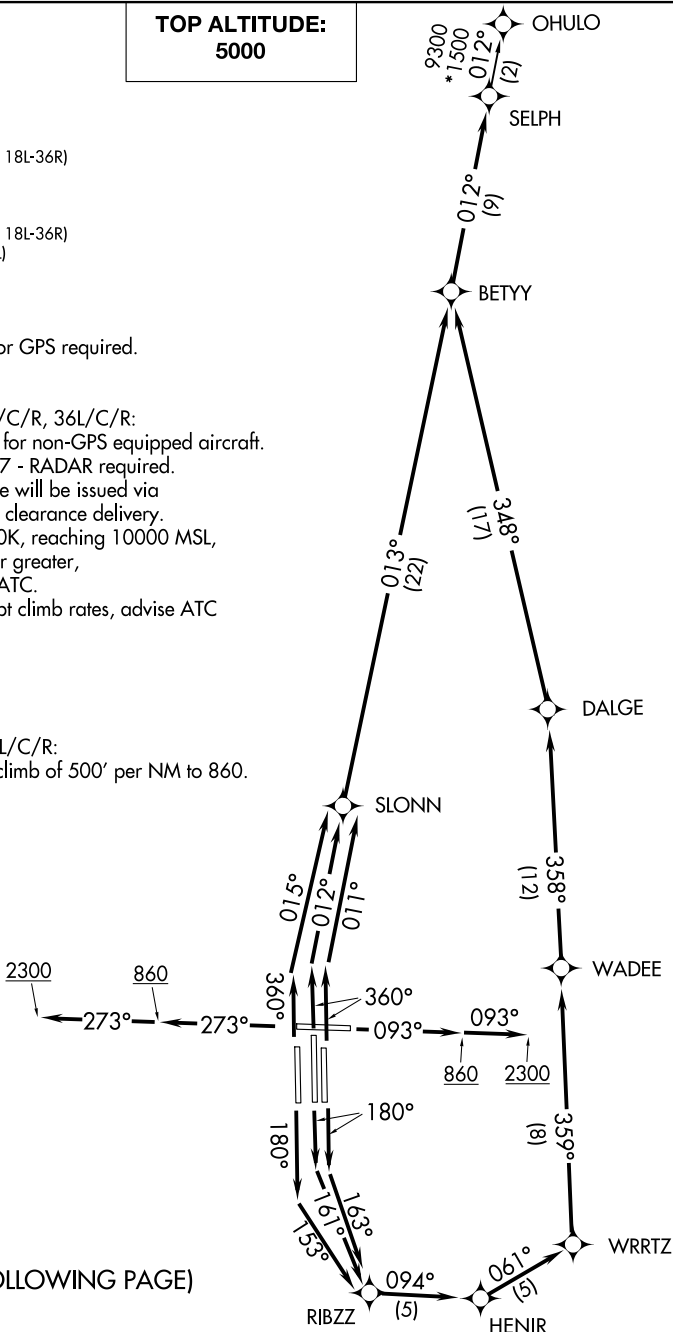 TOP ALTITUDE:
5000
OHULO
9300
*1500
012°
(2)
SELPH
18L-36R)
012°
(9)
18L-36R)
BETYY
or GPS required.
/C/R, 36L/C/R:
for non-GPS equipped aircraft.
7 - RADAR required.
e will be issued via
clearance delivery.
0K, reaching 10000 MSL,
r greater,
ATC.
pt climb rates, advise ATC
348°
(17)
013°
(22)
DALGE
L/C/R:
climb of 500' per NM to 860.
SLONN
358°
(12)
015°
012°
011°
WADEE
2300
860
360°
360°
273°
273°
093°
093°
860
2300
180°
180°
359°
(8)
153°
161°
163°
WRRTZ
OLLOWING PAGE)
094°
(5)
061°
(5)
RIBZZ
HENIR